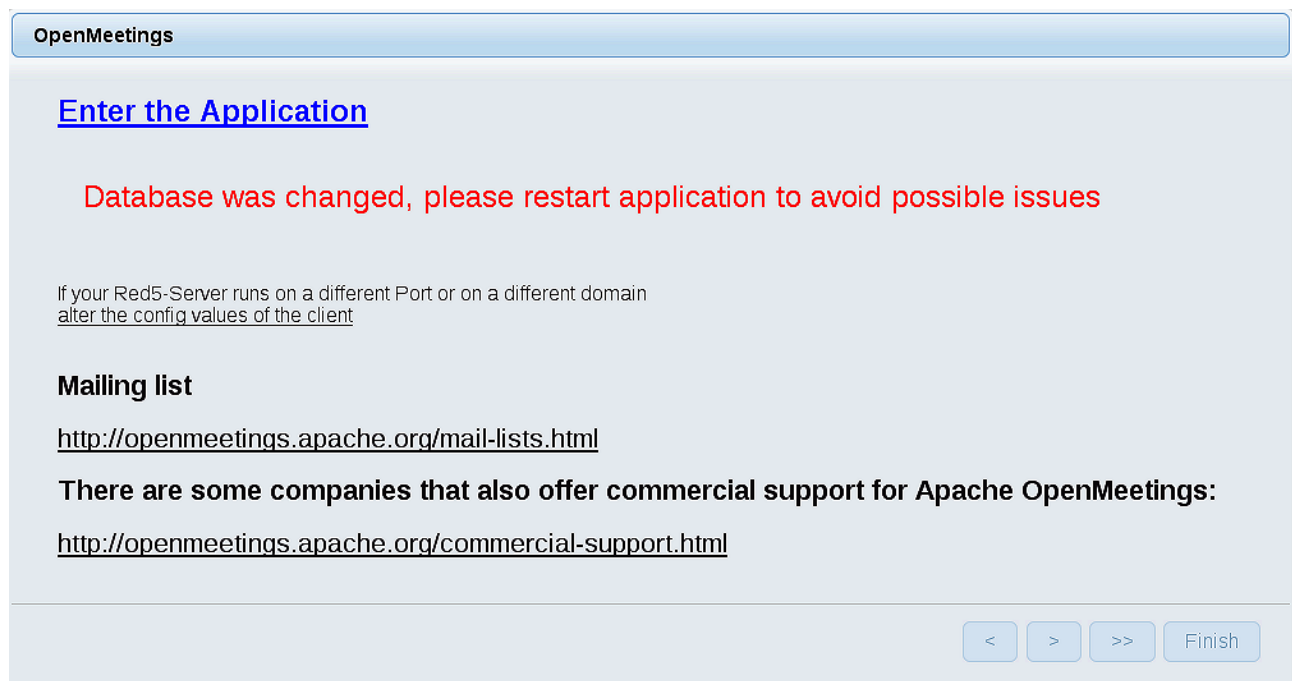 OpenMeetings
Enter the Application
Database was changed, please restart application to avoid possible issues
If your Red5-Server runs on a different Port or on a different domain
alter the config values of the client
Mailing list
http://openmeetings.apache.org/mail-lists.html
There are some companies that also offer commercial support for Apache OpenMeetings:
http://openmeetings.apache.org/commercial-support.html
< > >> Finish